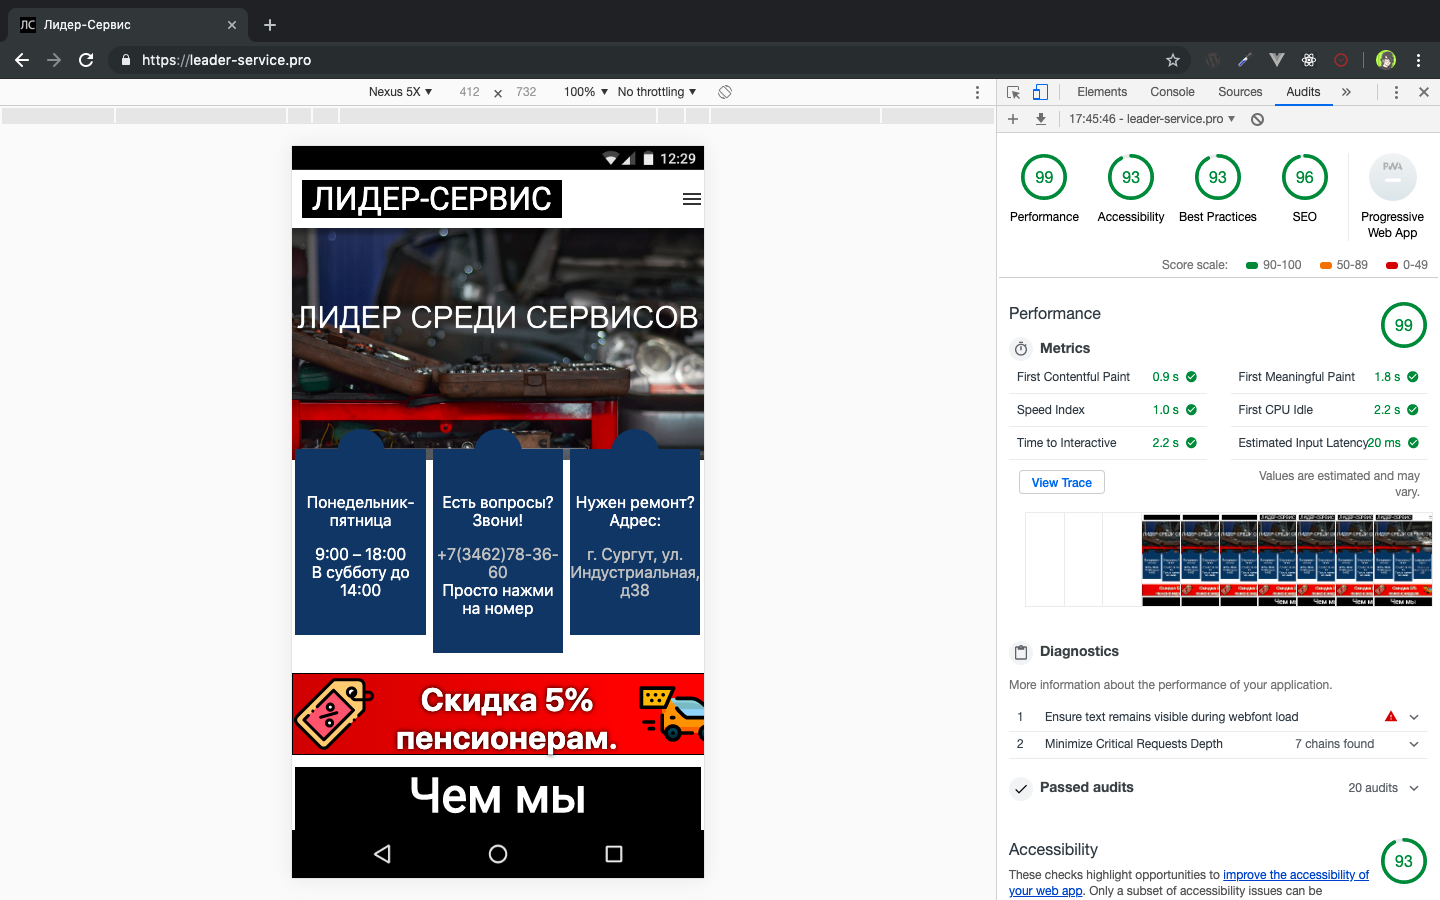 ЛС Лидер-Сервис
https://leader-service.pro
Nexus 5X 412 x 732 100% No throttling
Elements Console Sources Audits
17:45:46 - leader-service.pro
12:29
ЛИДЕР-СЕРВИС
ЛИДЕР СРЕДИ СЕРВИСОВ
Понедельник-
пятница
9:00 – 18:00
В субботу до
14:00
Есть вопросы?
Звони!
+7(3462)78-36-
60
Просто нажми
на номер
Нужен ремонт?
Адрес:
г. Сургут, ул.
Индустриальная,
д38
Скидка 5%
пенсионерам.
Чем мы
99 93 93 96 PWA
Performance Accessibility Best Practices SEO Progressive
Web App
Score scale: 90-100 50-89 0-49
Performance 99
Metrics
First Contentful Paint 0.9 s First Meaningful Paint 1.8 s
Speed Index 1.0 s First CPU Idle 2.2 s
Time to Interactive 2.2 s Estimated Input Latency 20 ms
View Trace
Values are estimated and may
vary.
Diagnostics
More information about the performance of your application.
1 Ensure text remains visible during webfont load
2 Minimize Critical Requests Depth 7 chains found
Passed audits 20 audits
Accessibility 93
These checks highlight opportunities to improve the accessibility of
your web app. Only a subset of accessibility issues can be